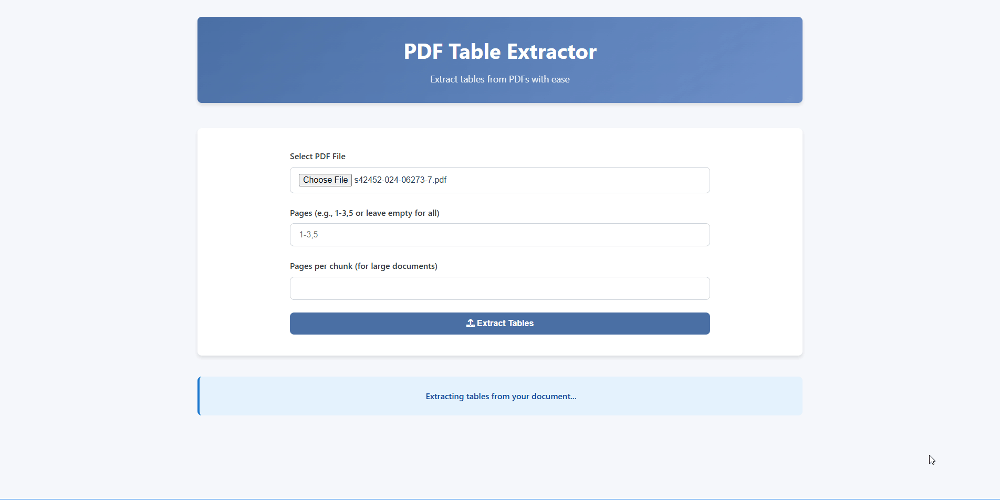 PDF Table Extractor
Extract tables from PDFs with ease
Select PDF File
Choose File s42452-024-06273-7.pdf
Pages (e.g., 1-3,5 or leave empty for all)
1-3,5
Pages per chunk (for large documents)
Extract Tables
Extracting tables from your document...